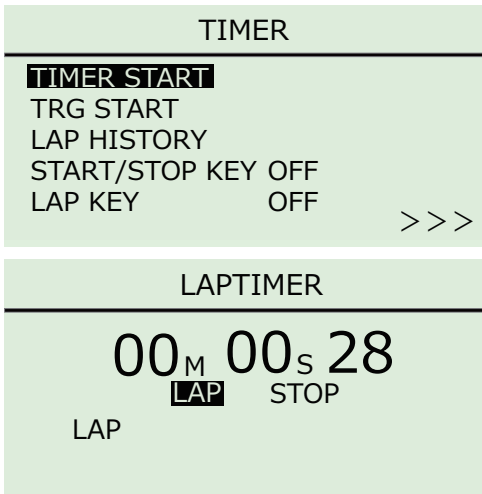 TIMER
TIMER START
TRG START
LAP HISTORY
START/STOP KEY OFF
LAP KEY OFF
>>>
LAPTIMER
00M 00S 28
LAP STOP
LAP